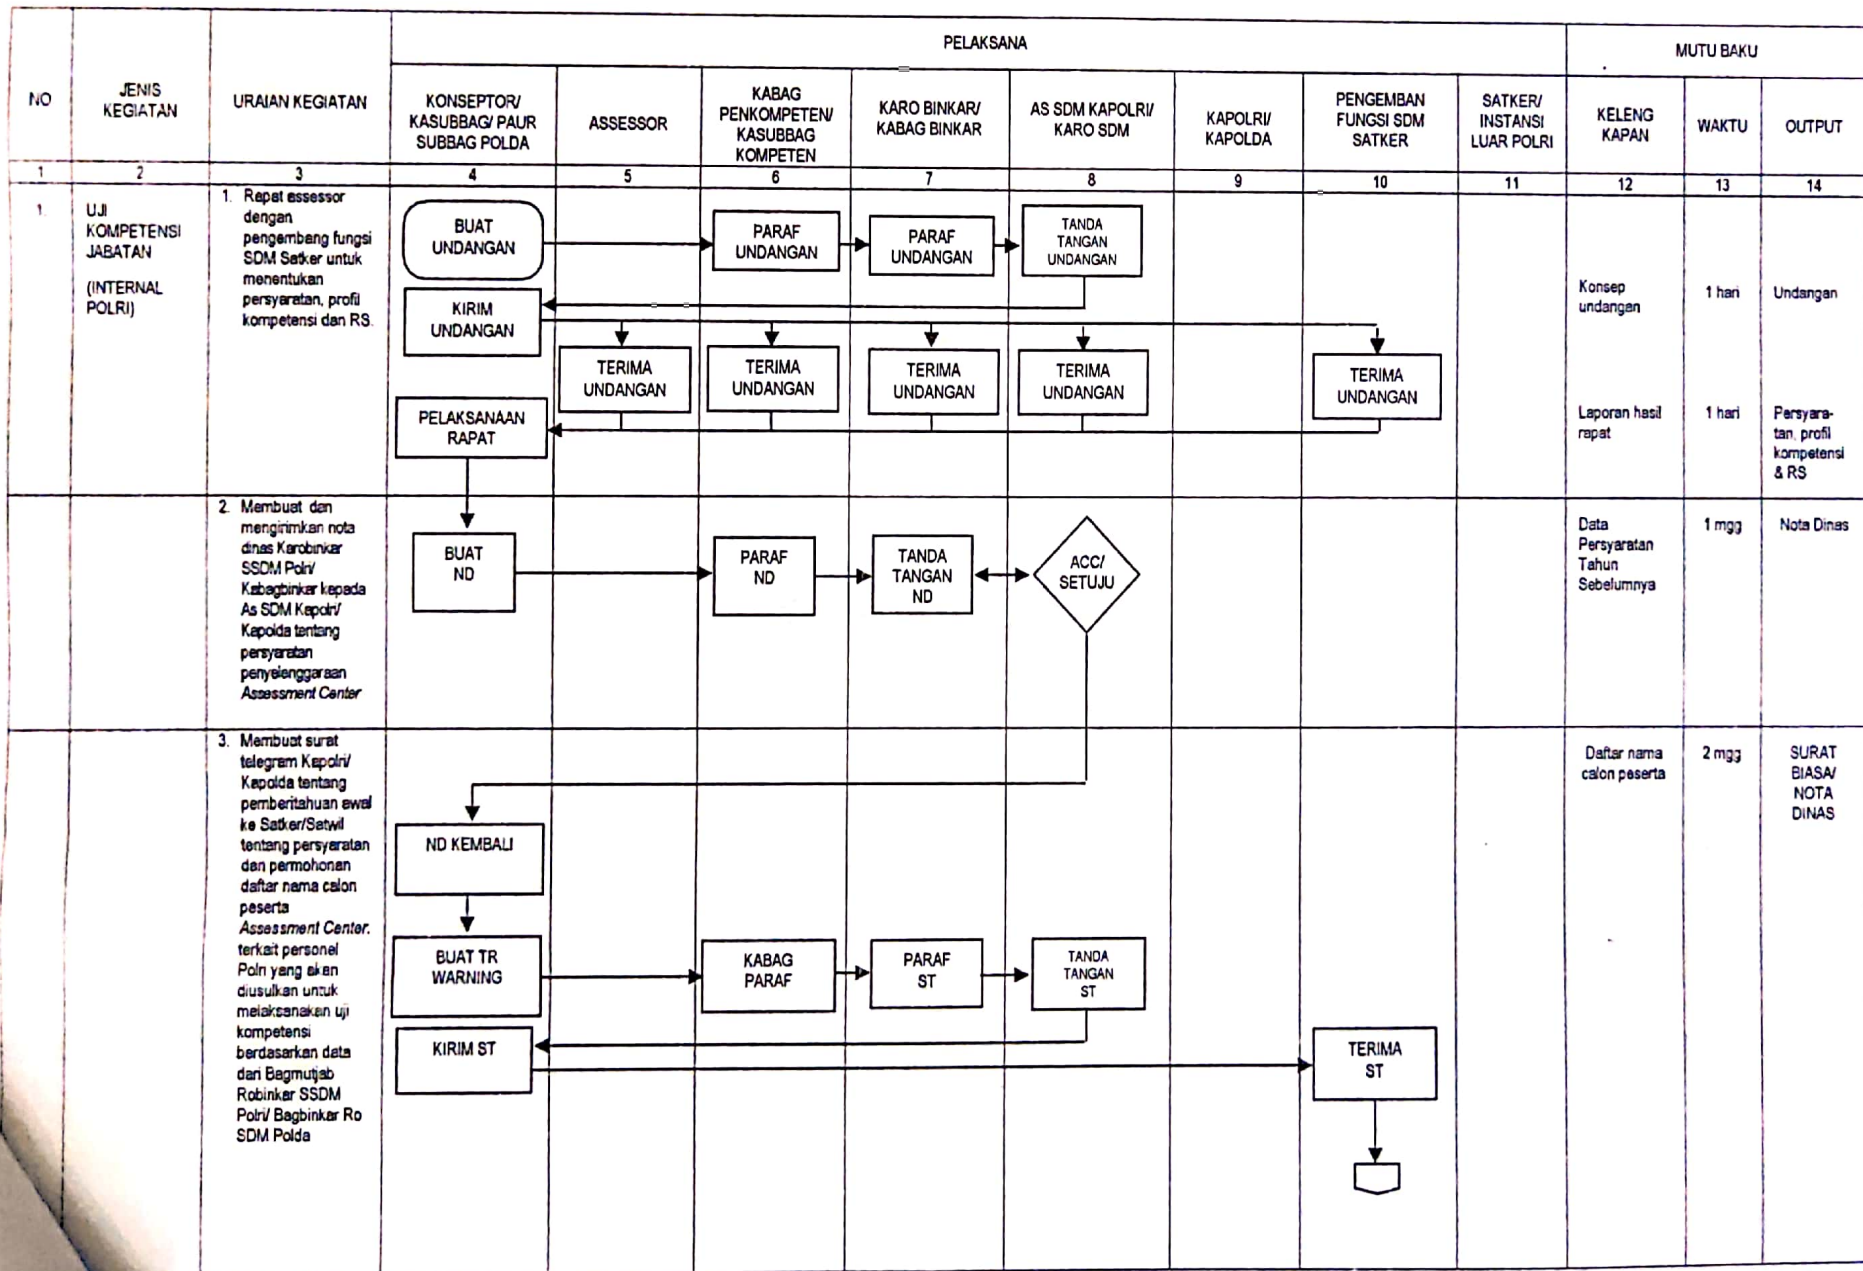 PELAKSANA
MUTU BAKU
NO
JENIS
KEGIATAN
URAIAN KEGIATAN
KONSEPTOR/
KASUBBAG/ PAUR
SUBBAG POLDA
ASSESSOR
KABAG
PENKOMPETEN/
KASUBBAG
KOMPETEN
KARO BINKAR/
KABAG BINKAR
AS SDM KAPOLRI/
KARO SDM
KAPOLRI/
KAPOLDA
PENGEMBAN
FUNGSI SDM
SATKER
SATKER/
INSTANSI
LUAR POLRI
KELENG
KAPAN
WAKTU
OUTPUT
1 2 3 4 5 6 7 8 9 10 11 12 13 14
1.
UJI
KOMPETENSI
JABATAN
(INTERNAL
POLRI)
1. Rapat assessor
dengan
pengembang fungsi
SDM Satker untuk
menentukan
persyaratan, profil
kompetensi dan RS.
BUAT
UNDANGAN
PARAF
UNDANGAN
PARAF
UNDANGAN
TANDA
TANGAN
UNDANGAN
KIRIM
UNDANGAN
TERIMA
UNDANGAN
TERIMA
UNDANGAN
TERIMA
UNDANGAN
TERIMA
UNDANGAN
TERIMA
UNDANGAN
PELAKSANAAN
RAPAT
Konsep
undangan
1 hari
Undangan
Laporan hasil
rapat
1 hari
Persyara-
tan, profil
kompetensi
& RS
2. Membuat dan
mengirimkan nota
dinas Karobinkar
SSDM Polri/
Kabagbinkar kepada
As SDM Kapolri/
Kapolda tentang
persyaratan
penyelenggaraan
Assessment Center
BUAT
ND
PARAF
ND
TANDA
TANGAN
ND
ACC/
SETUJU
Data
Persyaratan
Tahun
Sebelumnya
1 mgg
Nota Dinas
3. Membuat surat
telegram Kapolri/
Kapolda tentang
pemberitahuan awal
ke Satker/Satwil
tentang persyaratan
dan permohonan
daftar nama calon
peserta
Assessment Center.
terkait personel
Polri yang akan
diusulkan untuk
melaksanakan uji
kompetensi
berdasarkan data
dari Bagmutjab
Robinkar SSDM
Polri/ Bagbinkar Ro
SDM Polda
ND KEMBALI
BUAT TR
WARNING
KABAG
PARAF
PARAF
ST
TANDA
TANGAN
ST
KIRIM ST
TERIMA
ST
Daftar nama
calon peserta
2 mgg
SURAT
BIASA/
NOTA
DINAS